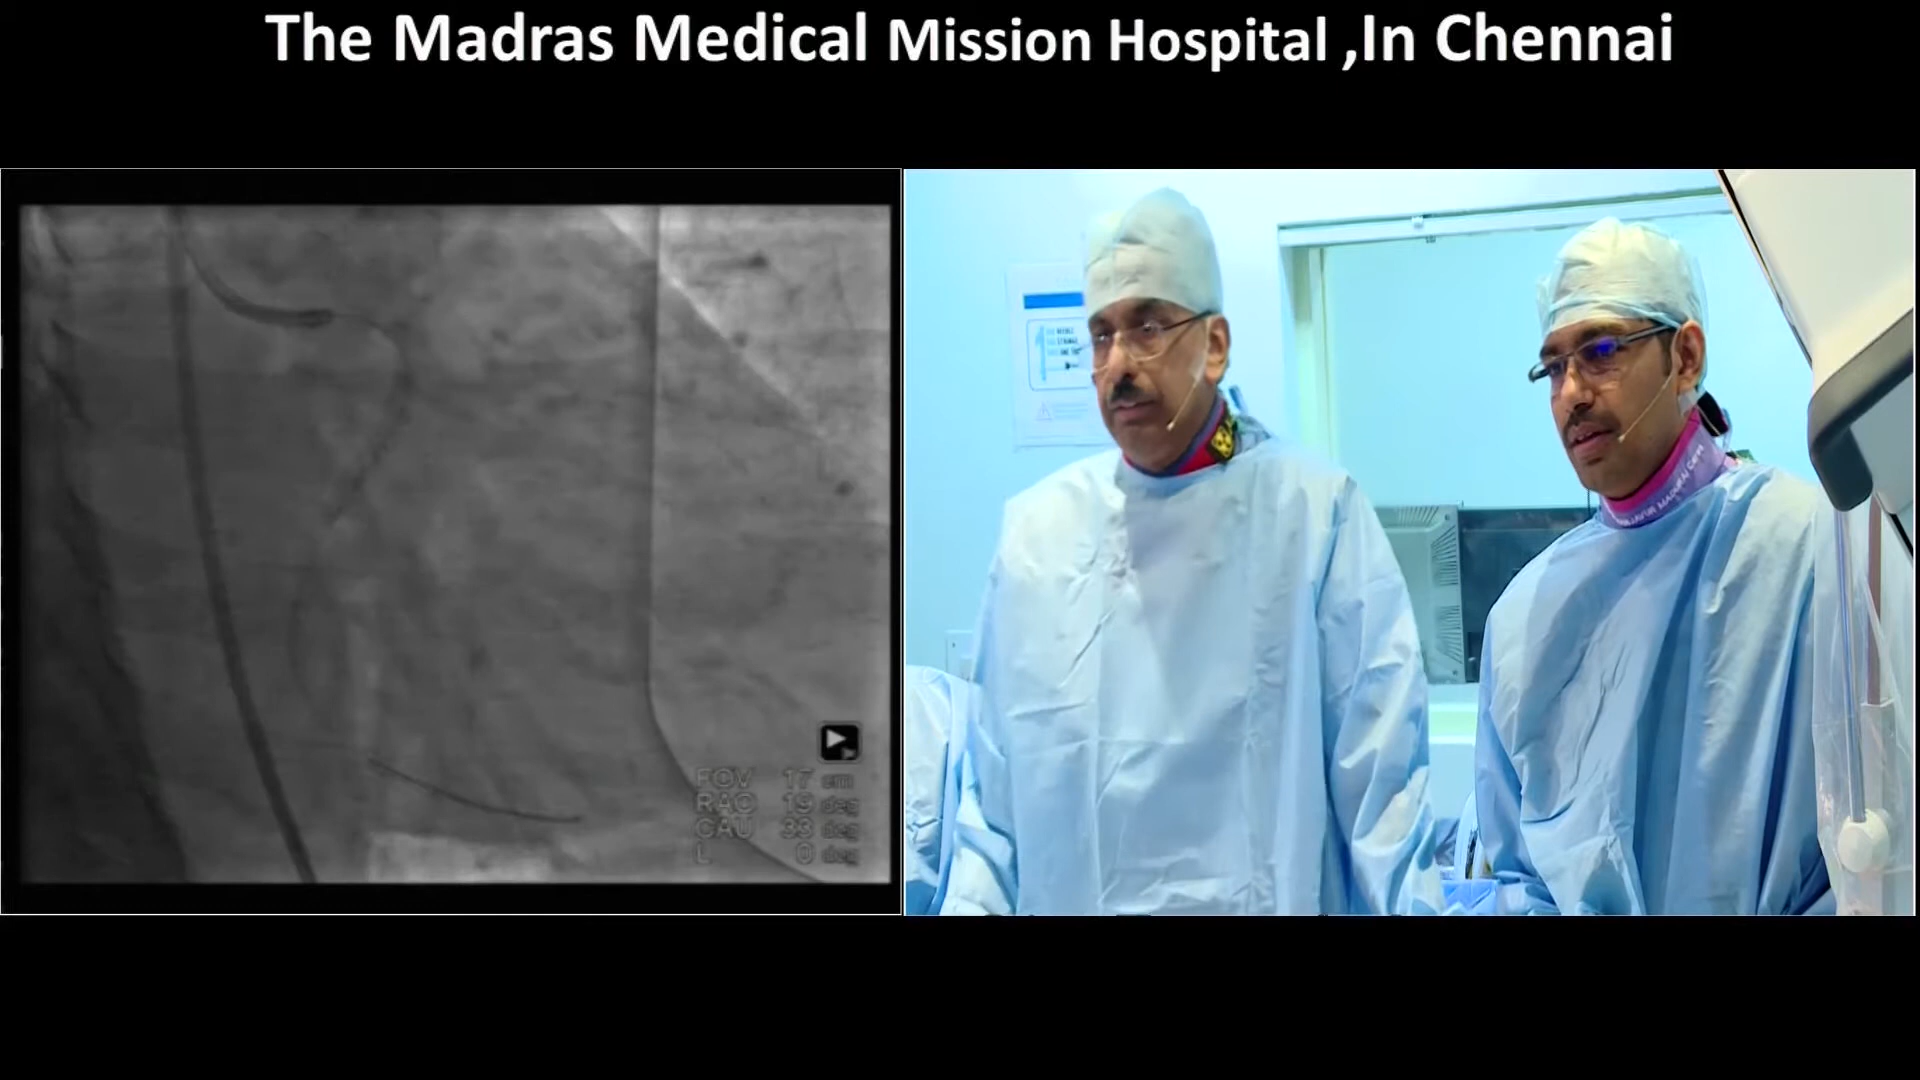 The Madras Medical Mission Hospital ,In Chennai
FOV 17 cm
RAO 19 deg
CAU 33 deg
L 0 deg